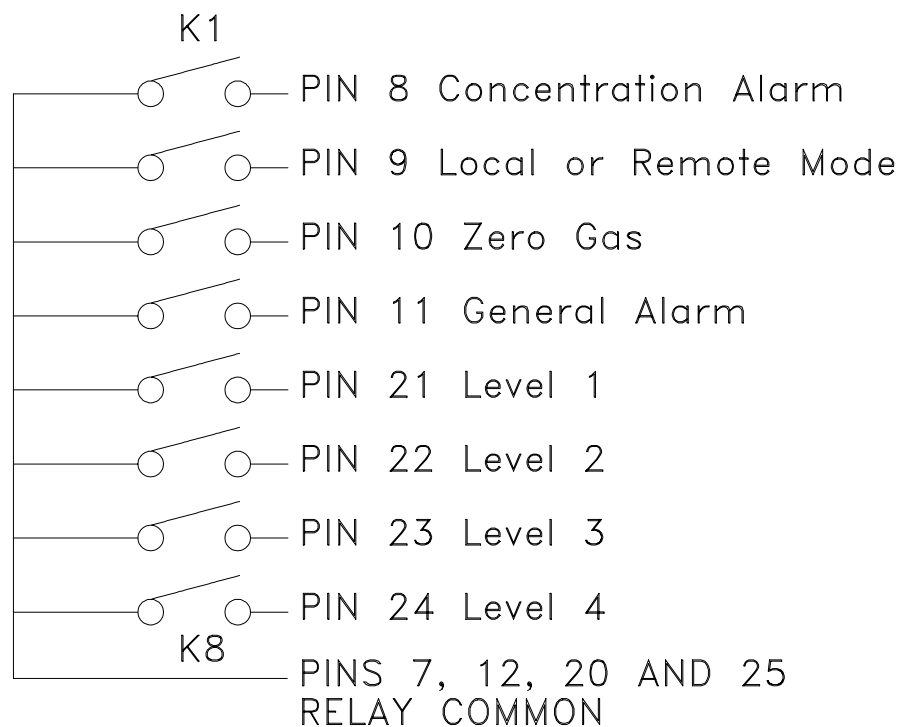 K1
PIN 8 Concentration Alarm
PIN 9 Local or Remote Mode
PIN 10 Zero Gas
PIN 11 General Alarm
PIN 21 Level 1
PIN 22 Level 2
PIN 23 Level 3
PIN 24 Level 4
K8
PINS 7, 12, 20 AND 25
RELAY COMMON